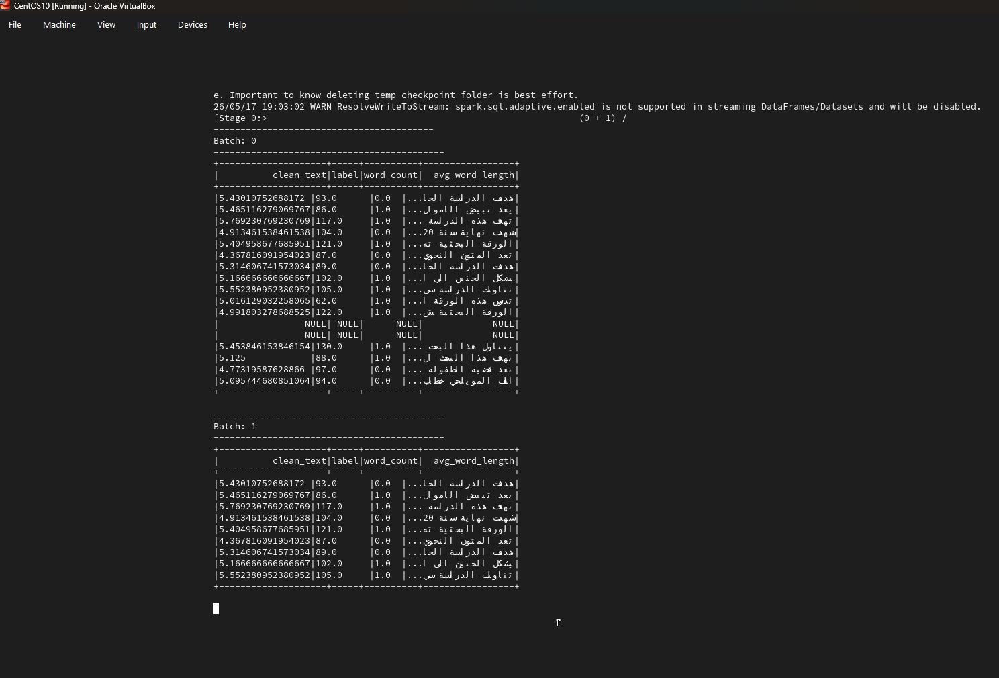 CentOS10 [Running] - Oracle VirtualBox
File Machine View Input Devices Help
e. Important to know deleting temp checkpoint folder is best effort.
26/05/17 19:03:02 WARN ResolveWriteToStream: spark.sql.adaptive.enabled is not supported in streaming DataFrames/Datasets and will be disabled.
[Stage 0:> (0 + 1) /
-----------------------------------------
Batch: 0
-------------------------------------------
+--------------------+-----+----------+-----------------+
| clean_text|label|word_count| avg_word_length|
+--------------------+-----+----------+-----------------+
|5.43010752688172 |93.0 |0.0 |...هدفت الدراسة الحا|
|5.465116279069767|86.0 |1.0 |...يعد تبييض الاموال|
|5.769230769230769|117.0 |1.0 |... تهدف هذه الدراسة|
|4.913461538461538|104.0 |0.0 |...شهدت نهاية سنة 20|
|5.404958677685951|121.0 |1.0 |...الورقة البحثية ته|
|4.367816091954023|87.0 |0.0 |...تعد المتون النحوي|
|5.314606741573034|89.0 |0.0 |...هدفت الدراسة الحا|
|5.166666666666667|102.0 |1.0 |...يشكل الحنين الي ا|
|5.552380952380952|105.0 |1.0 |...تناولت الدراسة سي|
|5.016129032258065|62.0 |1.0 |...تدرس هذه الورقة ا|
|4.991803278688525|122.0 |1.0 |...الورقة البحثية|
| NULL| NULL| NULL| NULL|
| NULL| NULL| NULL| NULL|
|5.453846153846154|130.0 |1.0 |... يتناول هذا البحث|
|5.125 |88.0 |1.0 |...يهدف هذا البحث ال|
|4.77319587628866 |97.0 |0.0 |... تعد قضية الطفولة|
|5.095744680851064|94.0 |0.0 |...الف المويلحي خطاب|
+--------------------+-----+----------+-----------------+
-------------------------------------------
Batch: 1
-------------------------------------------
+--------------------+-----+----------+-----------------+
| clean_text|label|word_count| avg_word_length|
+--------------------+-----+----------+-----------------+
|5.43010752688172 |93.0 |0.0 |...هدفت الدراسة الحا|
|5.465116279069767|86.0 |1.0 |...يعد تبييض الاموال|
|5.769230769230769|117.0 |1.0 |... تهدف هذه الدراسة|
|4.913461538461538|104.0 |0.0 |...شهدت نهاية سنة 20|
|5.404958677685951|121.0 |1.0 |...الورقة البحثية ته|
|4.367816091954023|87.0 |0.0 |...تعد المتون النحوي|
|5.314606741573034|89.0 |0.0 |...هدفت الدراسة الحا|
|5.166666666666667|102.0 |1.0 |...يشكل الحنين الي ا|
|5.552380952380952|105.0 |1.0 |...تناولت الدراسة سي|
+--------------------+-----+----------+-----------------+